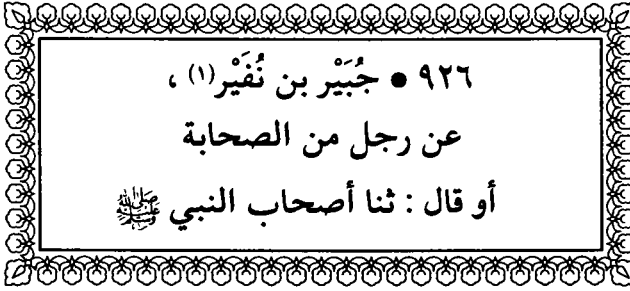 ٩٢٦ ● جُبَيْر بن نُفَيْر(١) ،
عن رجل من الصحابة
أو قال : ثنا أصحاب النبي ﷺ